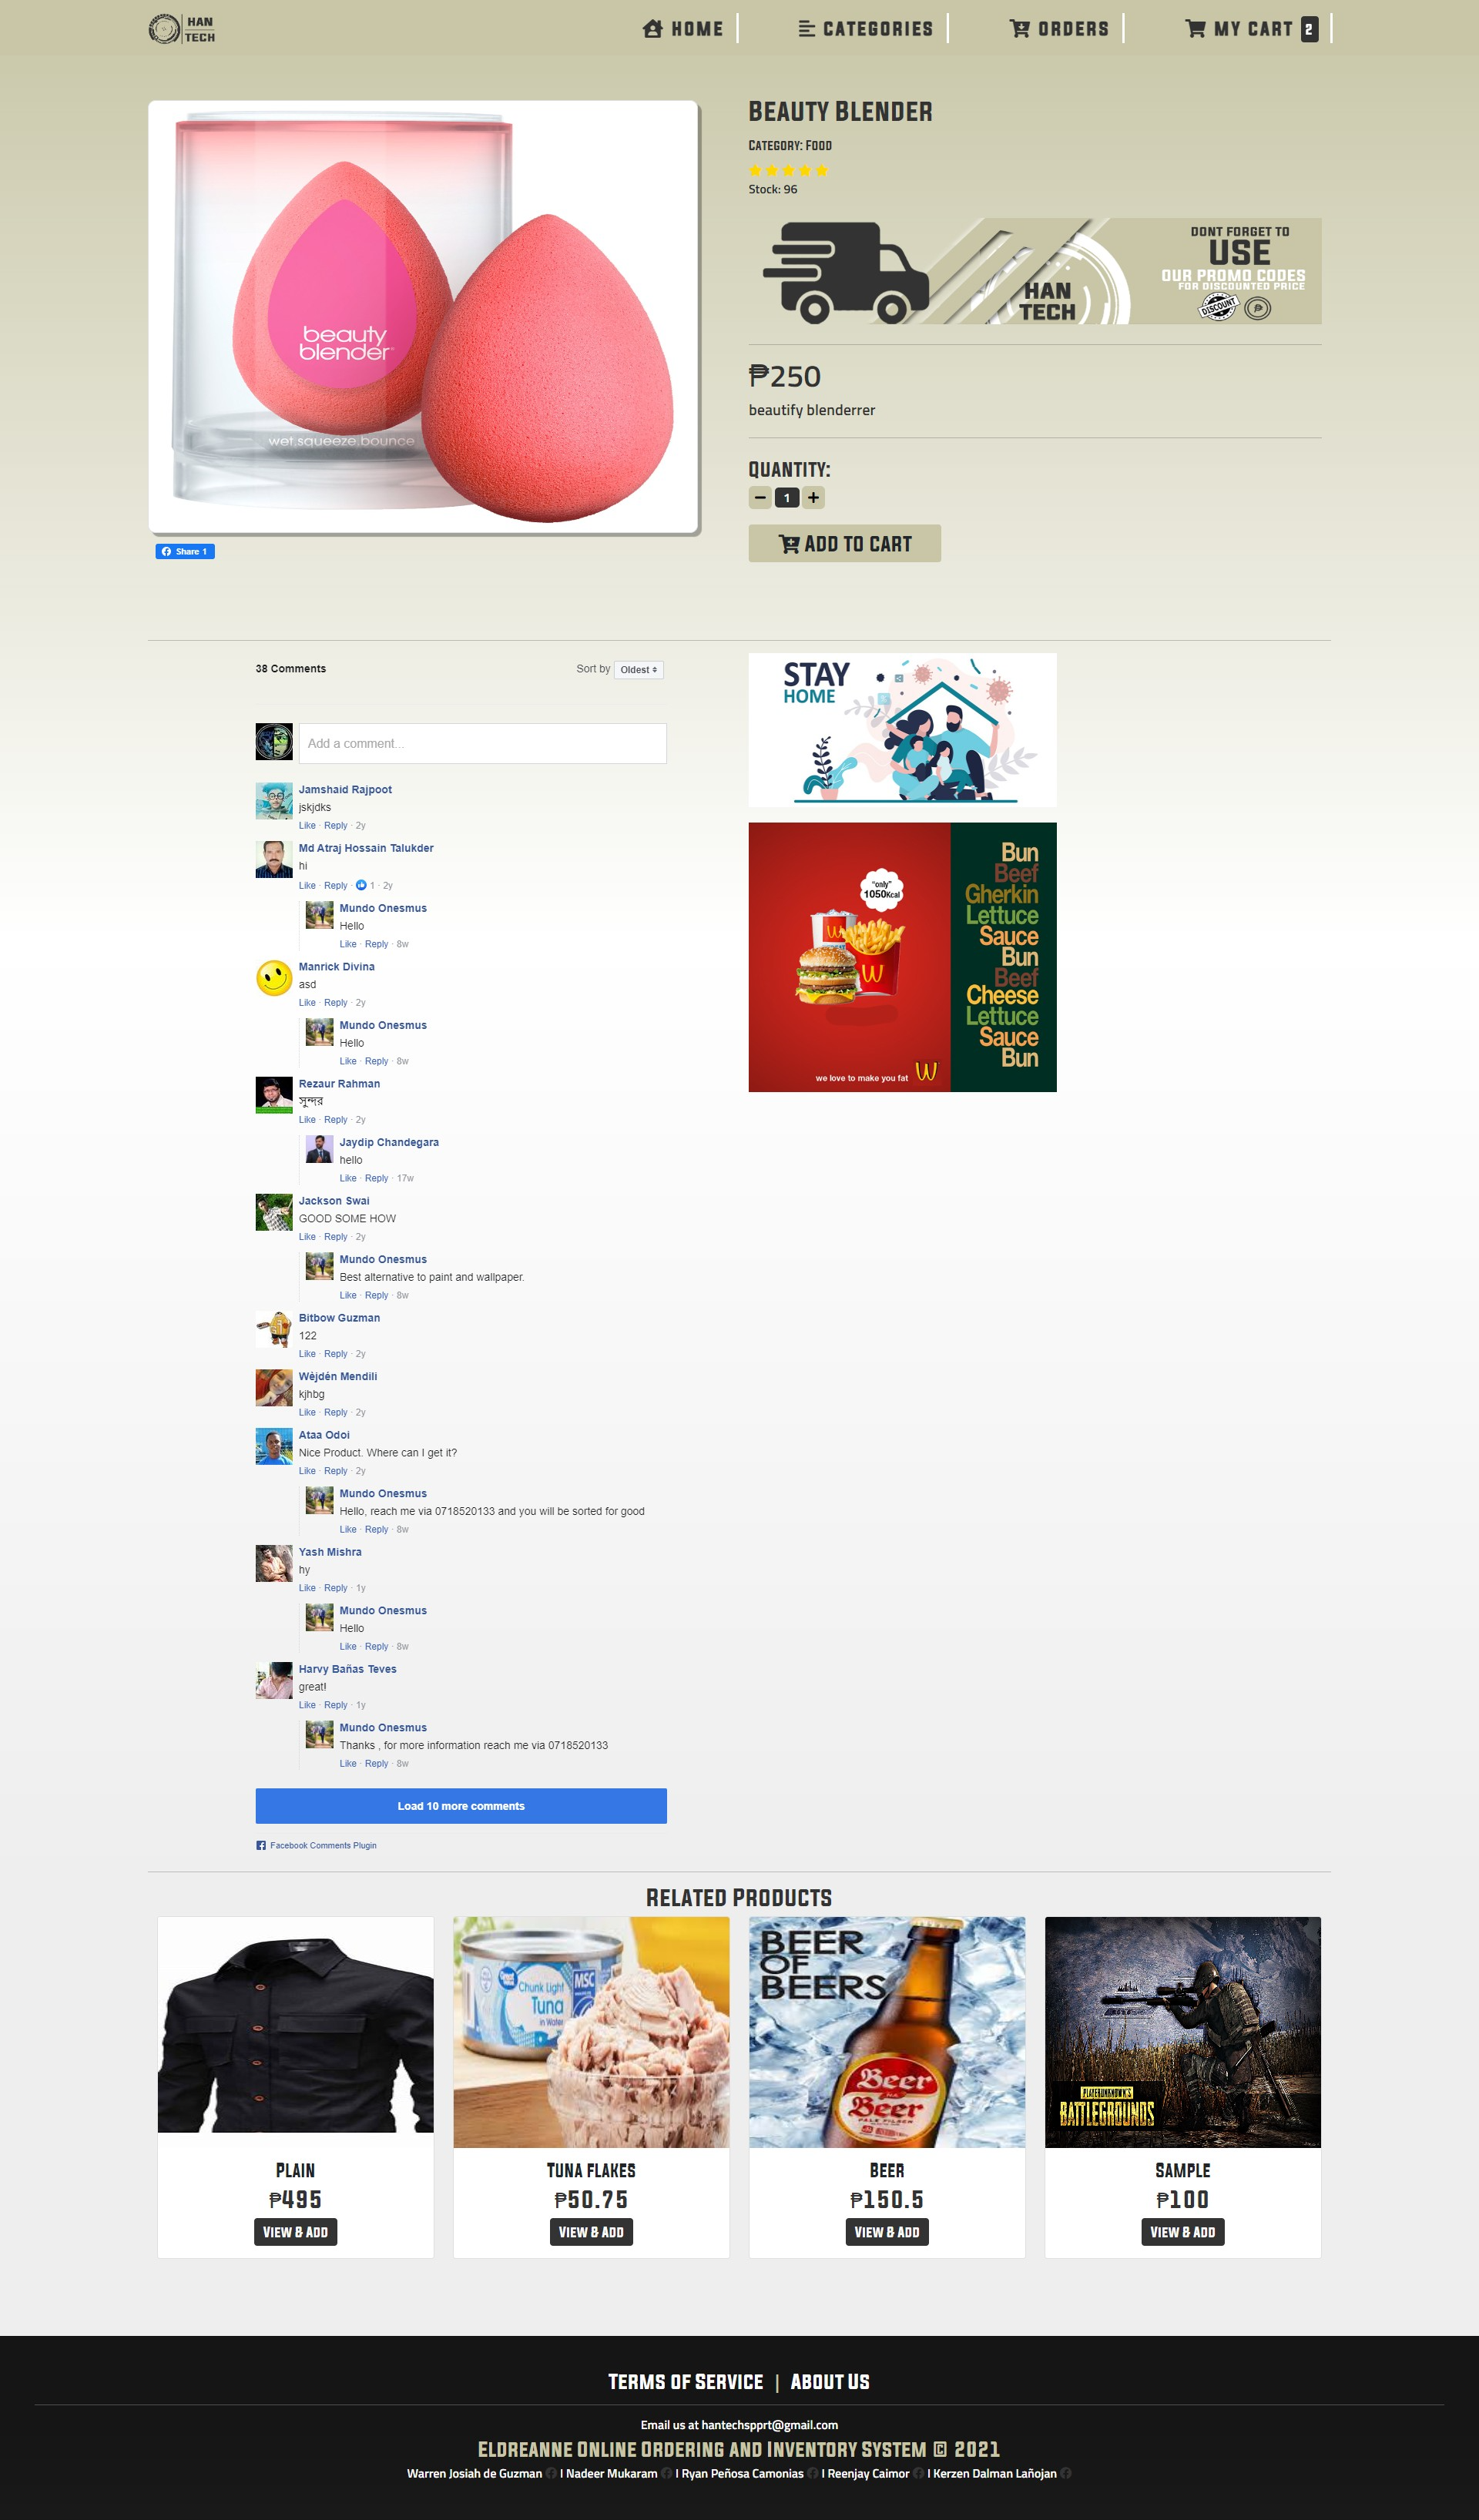 HAN
TECH
HOME
CATEGORIES
ORDERS
MY CART 2
beauty
blender
wet.squeeze.bounce
Share 1
BEAUTY BLENDER
CATEGORY: FOOD
Stock: 96
HAN
TECH
DONT FORGET TO
USE
OUR PROMO CODES
FOR DISCOUNTED PRICE
DISCOUNT
₱
₱250
beautify blenderrer
QUANTITY:
1
ADD TO CART
38 Comments
Sort by Oldest
Add a comment...
Jamshaid Rajpoot
jskjdks
Like · Reply · 2y
Md Atraj Hossain Talukder
hi
Like · Reply · 1 · 2y
Mundo Onesmus
Hello
Like · Reply · 8w
Manrick Divina
asd
Like · Reply · 2y
Mundo Onesmus
Hello
Like · Reply · 8w
Rezaur Rahman
সুন্দর
Like · Reply · 2y
Jaydip Chandegara
hello
Like · Reply · 17w
Jackson Swai
GOOD SOME HOW
Like · Reply · 2y
Mundo Onesmus
Best alternative to paint and wallpaper.
Like · Reply · 8w
Bitbow Guzman
122
Like · Reply · 2y
Wèjdén Mendili
kjhbg
Like · Reply · 2y
Ataa Odoi
Nice Product. Where can I get it?
Like · Reply · 2y
Mundo Onesmus
Hello, reach me via 0718520133 and you will be sorted for good
Like · Reply · 8w
Yash Mishra
hy
Like · Reply · 1y
Mundo Onesmus
Hello
Like · Reply · 8w
Harvy Bañas Teves
great!
Like · Reply · 1y
Mundo Onesmus
Thanks , for more information reach me via 0718520133
Like · Reply · 8w
Load 10 more comments
Facebook Comments Plugin
STAY
HOME
"only"
1050Kcal
we love to make you fat
Bun
Beef
Gherkin
Lettuce
Sauce
Bun
Beef
Cheese
Lettuce
Sauce
Bun
RELATED PRODUCTS
PLAIN
₱495
VIEW & ADD
Great Value
Chunk Light
Tuna
in Water
MSC
TUNA FLAKES
₱50.75
VIEW & ADD
BEER
OF
BEERS
Beer
na
Beer
PALE PILSEN
BEER
₱150.5
VIEW & ADD
PLAYERUNKNOWN'S
BATTLEGROUNDS
SAMPLE
₱100
VIEW & ADD
TERMS OF SERVICE | ABOUT US
Email us at hantechspprt@gmail.com
ELDREANNE ONLINE ORDERING AND INVENTORY SYSTEM © 2021
Warren Josiah de Guzman | Nadeer Mukaram | Ryan Peñosa Camonias | Reenjay Caimor | Kerzen Dalman Lañojan